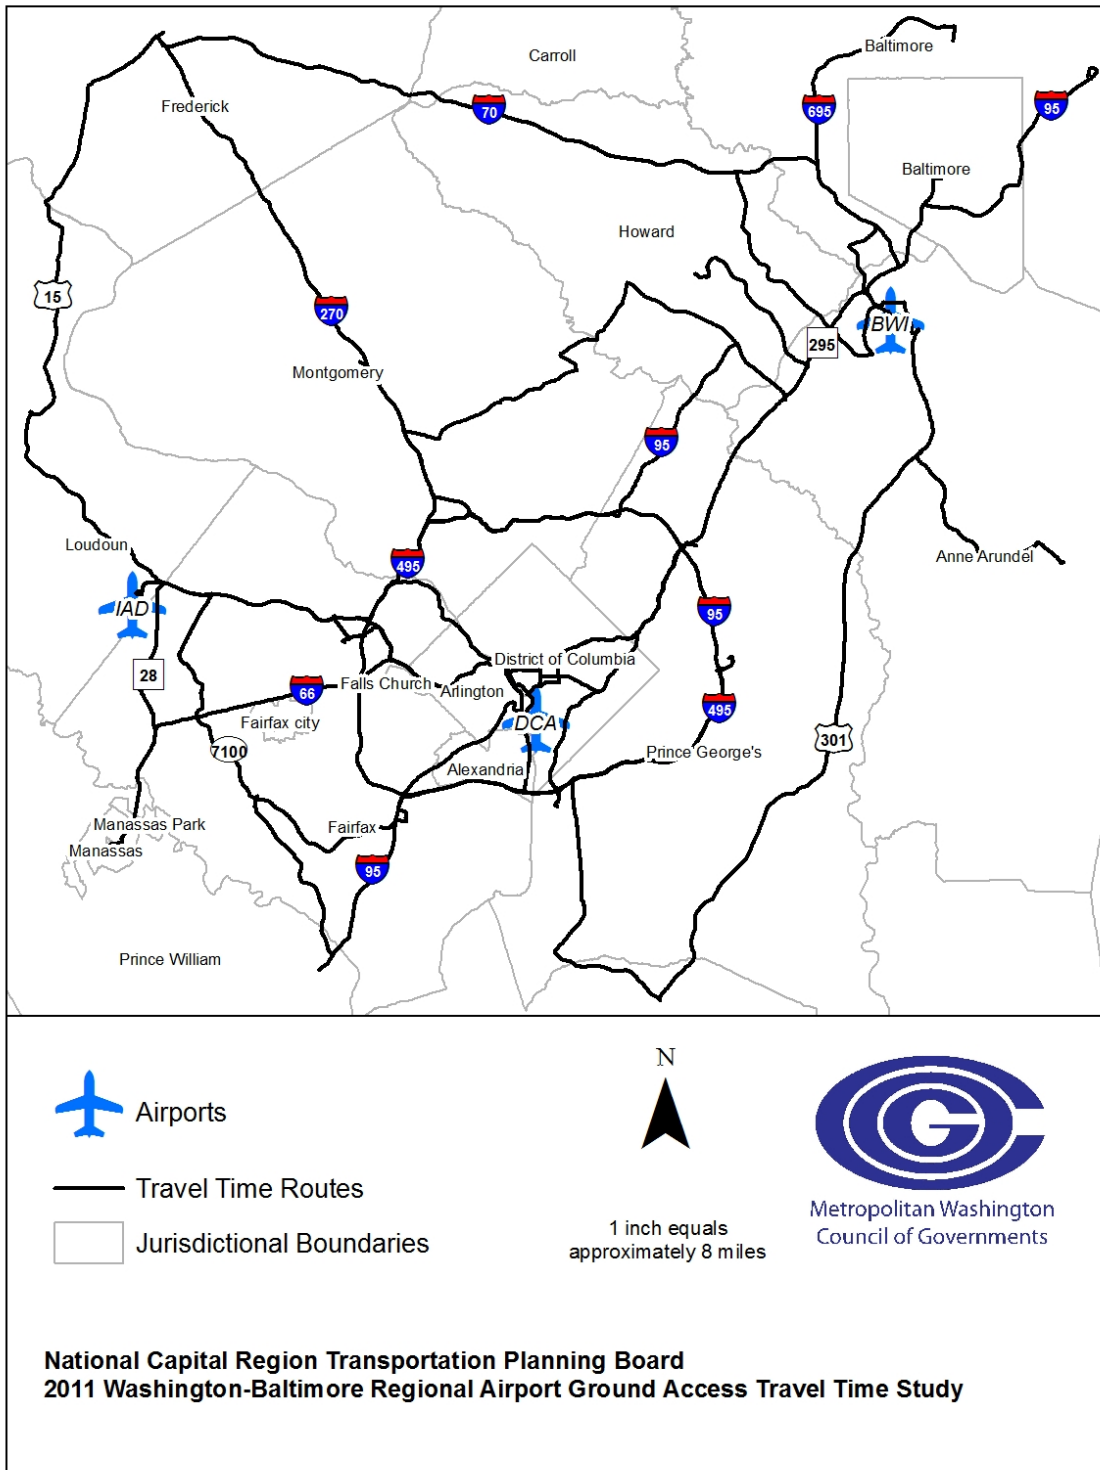 Baltimore
Carroll
Frederick
70
695
95
Baltimore
Howard
15
270
BWI
295
Montgomery
95
Loudoun
495
Anne Arundel
IAD
95
District of Columbia
28
66
Falls Church
Arlington
495
Fairfax city
DCA
7100
301
Prince George's
Alexandria
Manassas Park
Fairfax
Manassas
95
Prince William
Airports
N
Travel Time Routes
Jurisdictional Boundaries
1 inch equals
approximately 8 miles
Metropolitan Washington
Council of Governments
National Capital Region Transportation Planning Board
2011 Washington-Baltimore Regional Airport Ground Access Travel Time Study